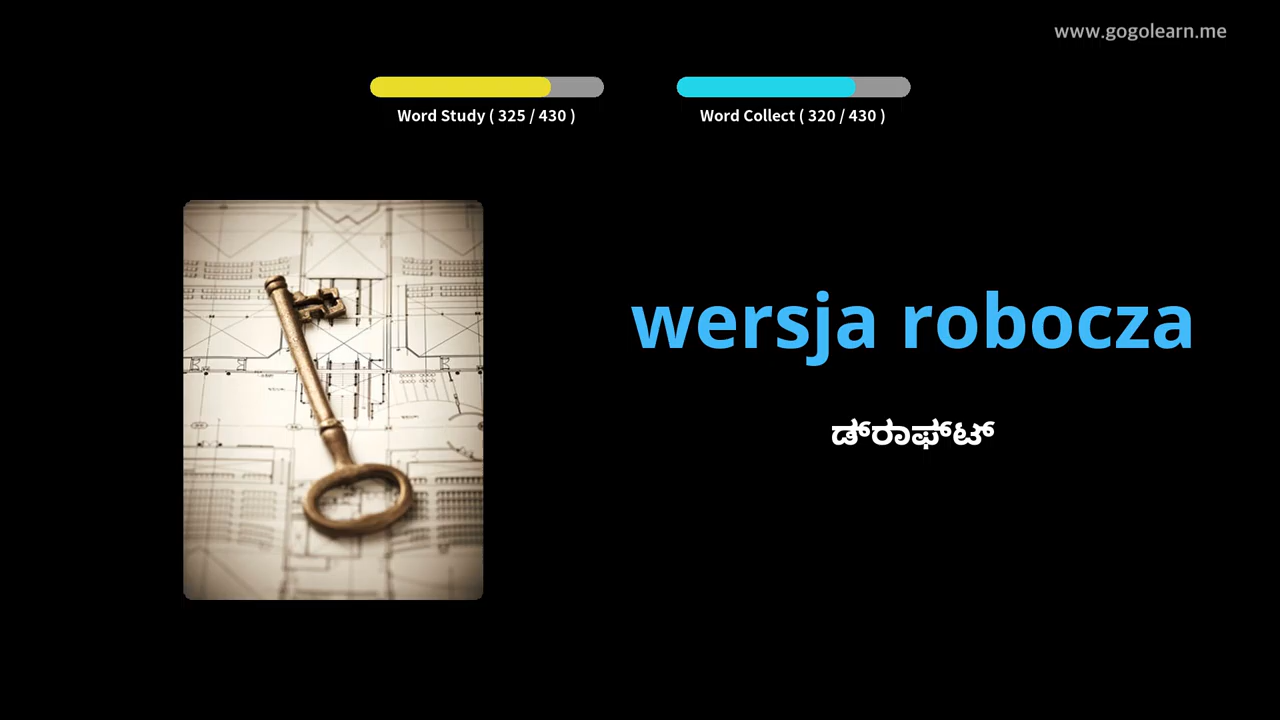 www.gogolearn.me
Word Study ( 325 / 430 )
Word Collect ( 320 / 430 )
wersja robocza
ಡ್ರಾಫ್ಟ್